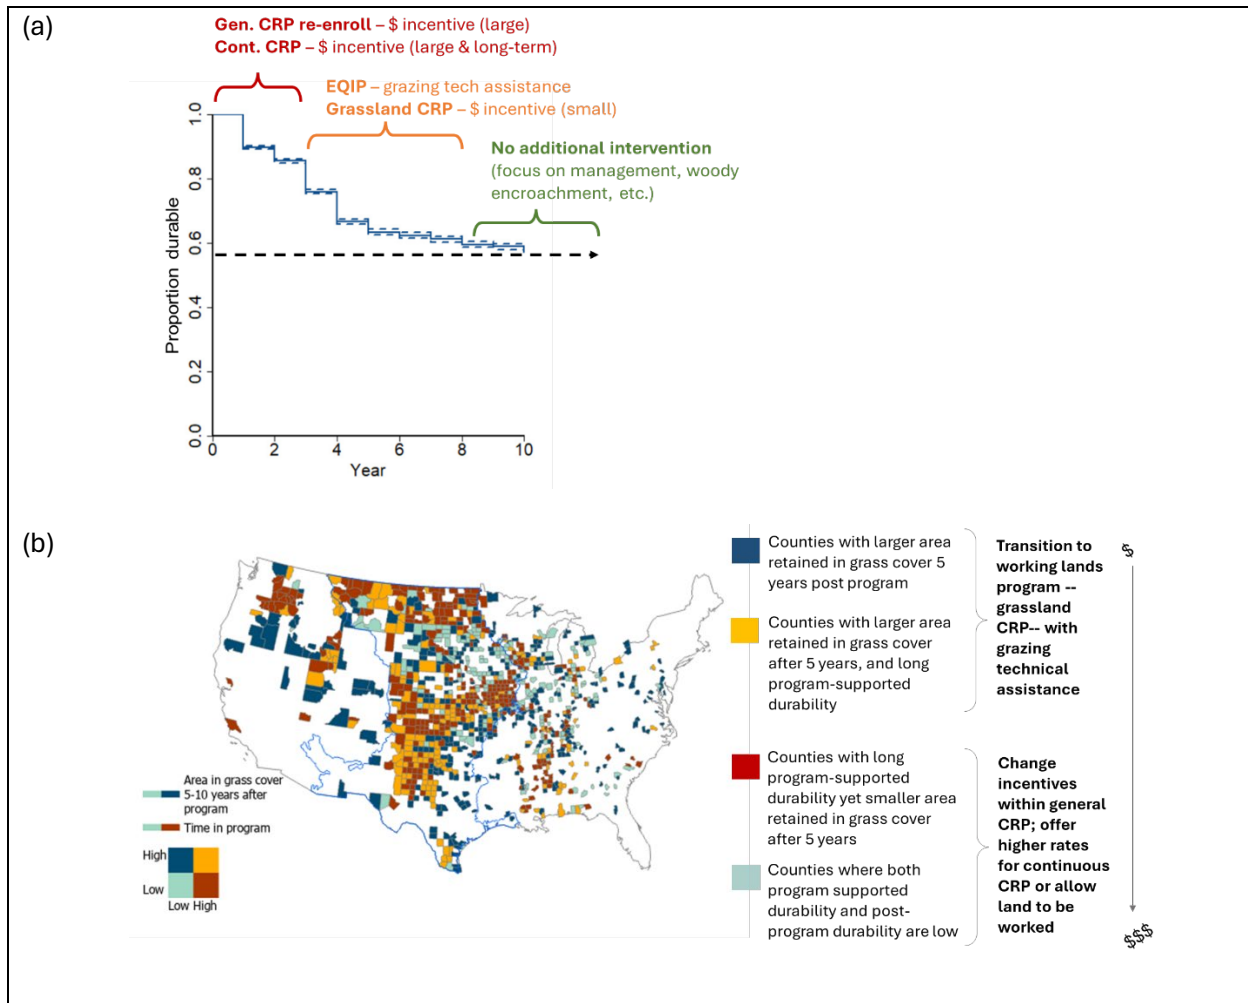 (a)
Gen. CRP re-enroll – $ incentive (large)
Cont. CRP – $ incentive (large & long-term)
EQIP – grazing tech assistance
Grassland CRP – $ incentive (small)
No additional intervention
(focus on management, woody
encroachment, etc.)
Proportion durable
1.0
0.8
0.6
0.4
0.2
0.0
0
2
4
6
8
10
Year
(b)
Area in grass cover
5-10 years after
program
Time in program
High
Low
Low High
Counties with larger area
retained in grass cover 5
years post program
Counties with larger area
retained in grass cover
after 5 years, and long
program-supported
durability
Counties with long
program-supported
durability yet smaller area
retained in grass cover
after 5 years
Counties where both
program supported
durability and post-
program durability are low
Transition to
working lands
program --
grassland
CRP-- with
grazing
technical
assistance
Change
incentives
within general
CRP; offer
higher rates
for continuous
CRP or allow
land to be
worked
$
$$$